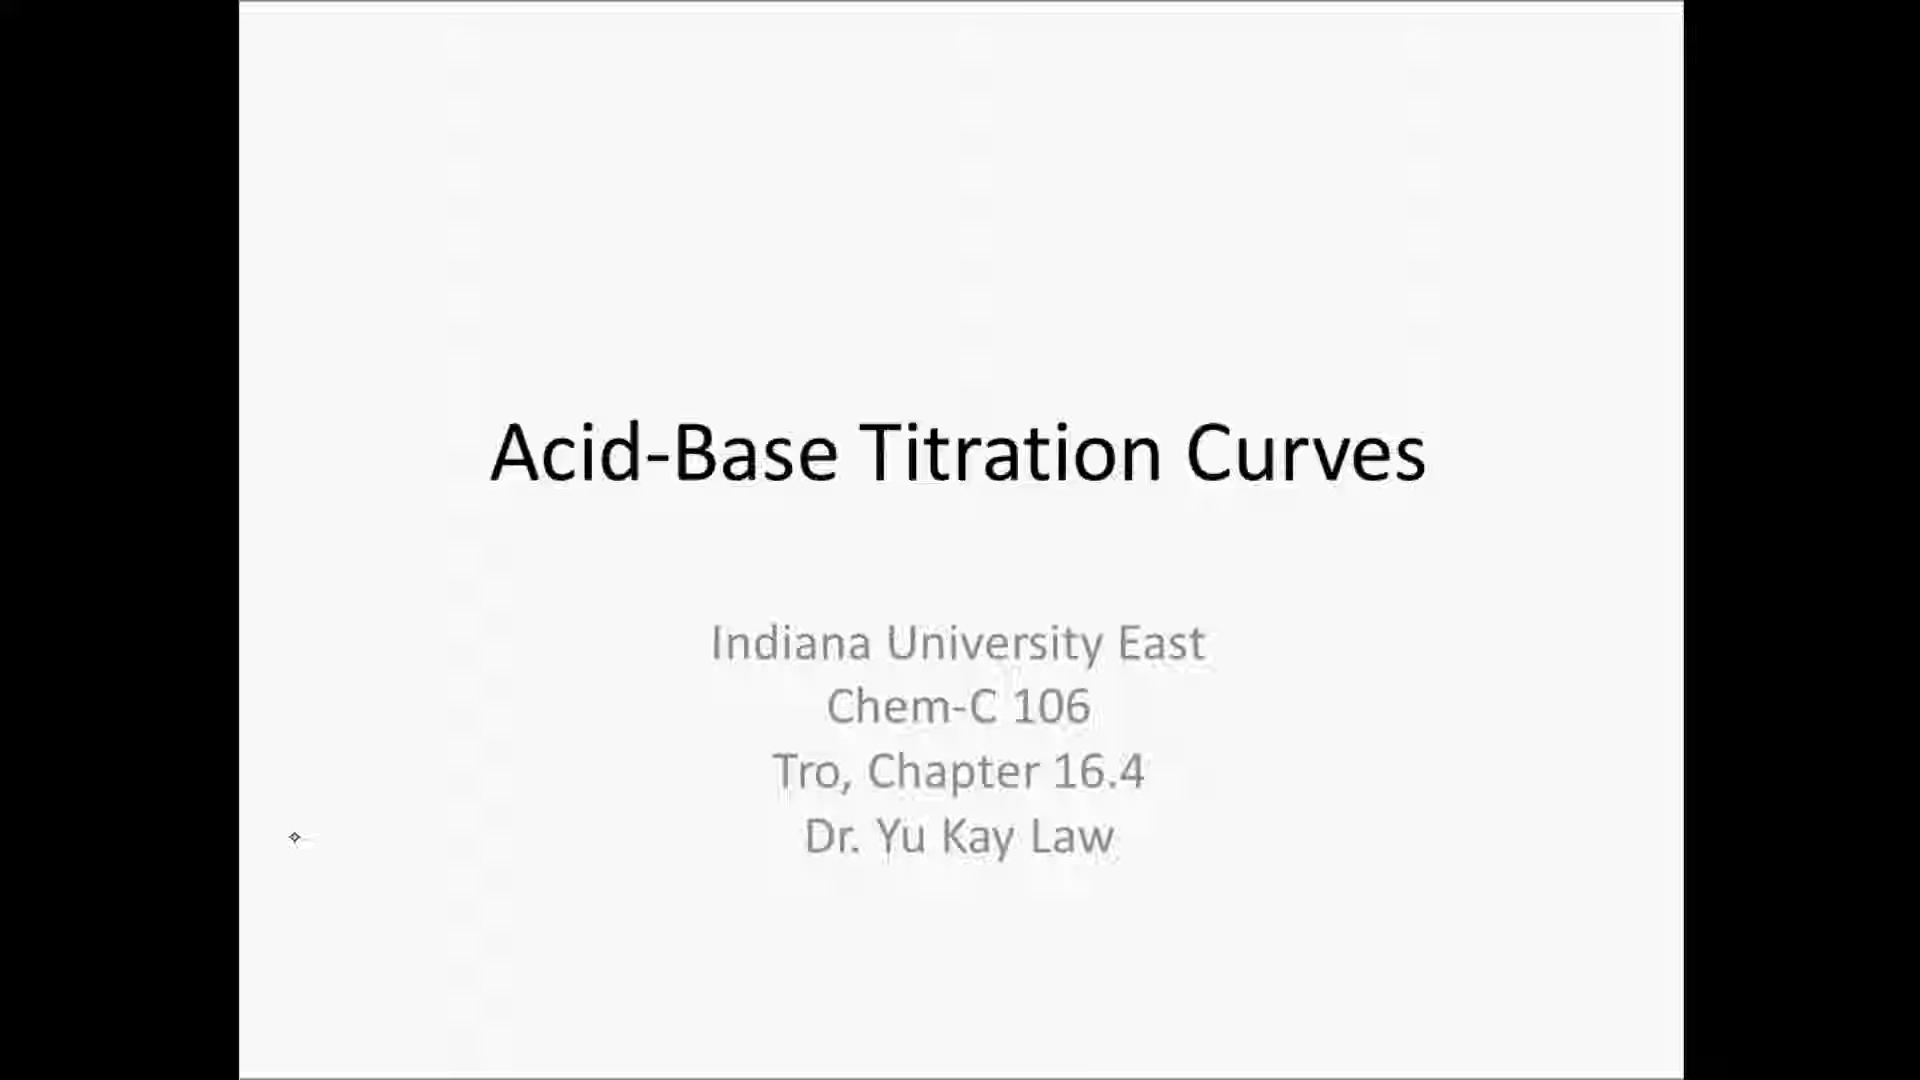 Acid-Base Titration Curves
Indiana University East
Chem-C 106
Tro, Chapter 16.4
Dr. Yu Kay Law